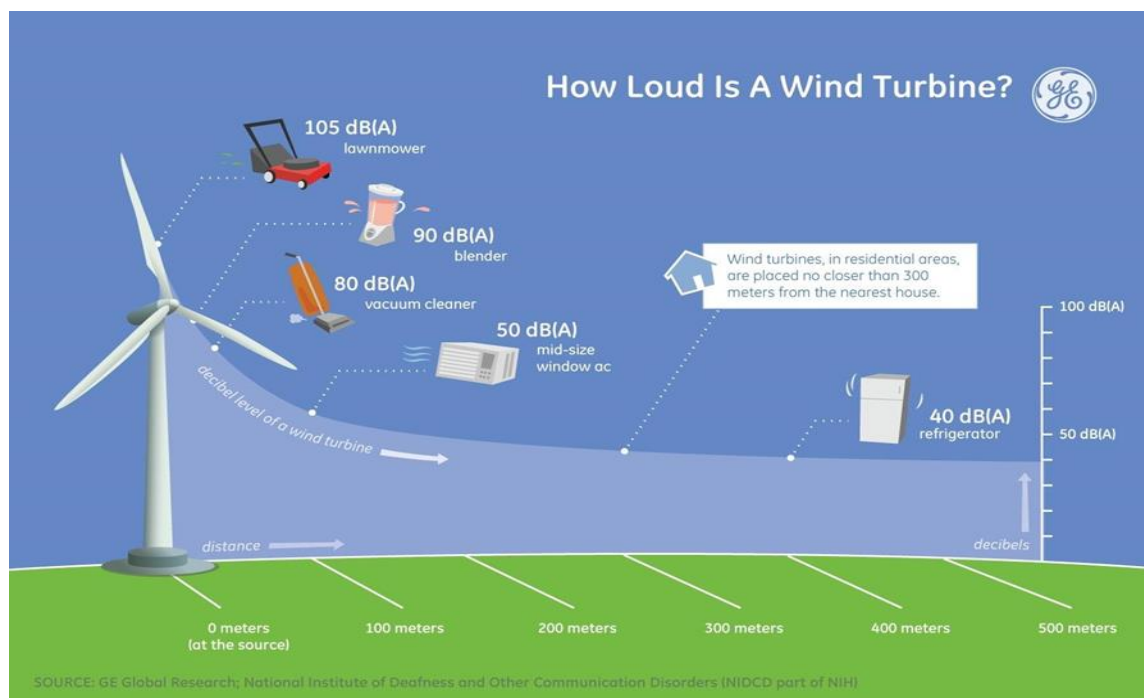 How Loud Is A Wind Turbine?
GE
105 dB(A)
lawnmower
90 dB(A)
blender
80 dB(A)
vacuum cleaner
50 dB(A)
mid-size
window ac
Wind turbines, in residential areas,
are placed no closer than 300
meters from the nearest house.
40 dB(A)
refrigerator
100 dB(A)
50 dB(A)
decibel level of a wind turbine
distance
decibels
0 meters
(at the source)
100 meters
200 meters
300 meters
400 meters
500 meters
SOURCE: GE Global Research; National Institute of Deafness and Other Communication Disorders (NIDCD part of NIH)